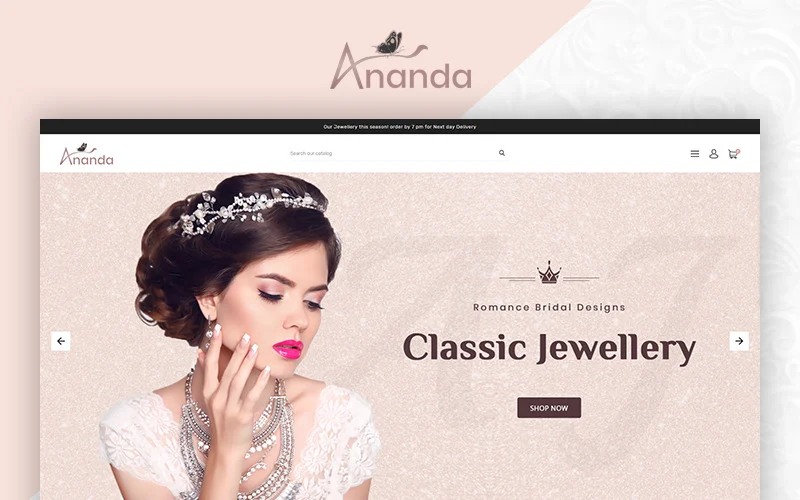 Ananda
Our Jewellery this season! order by 7 pm for Next day Delivery
Ananda
Search our catalog
Romance Bridal Designs
Classic Jewellery
SHOP NOW